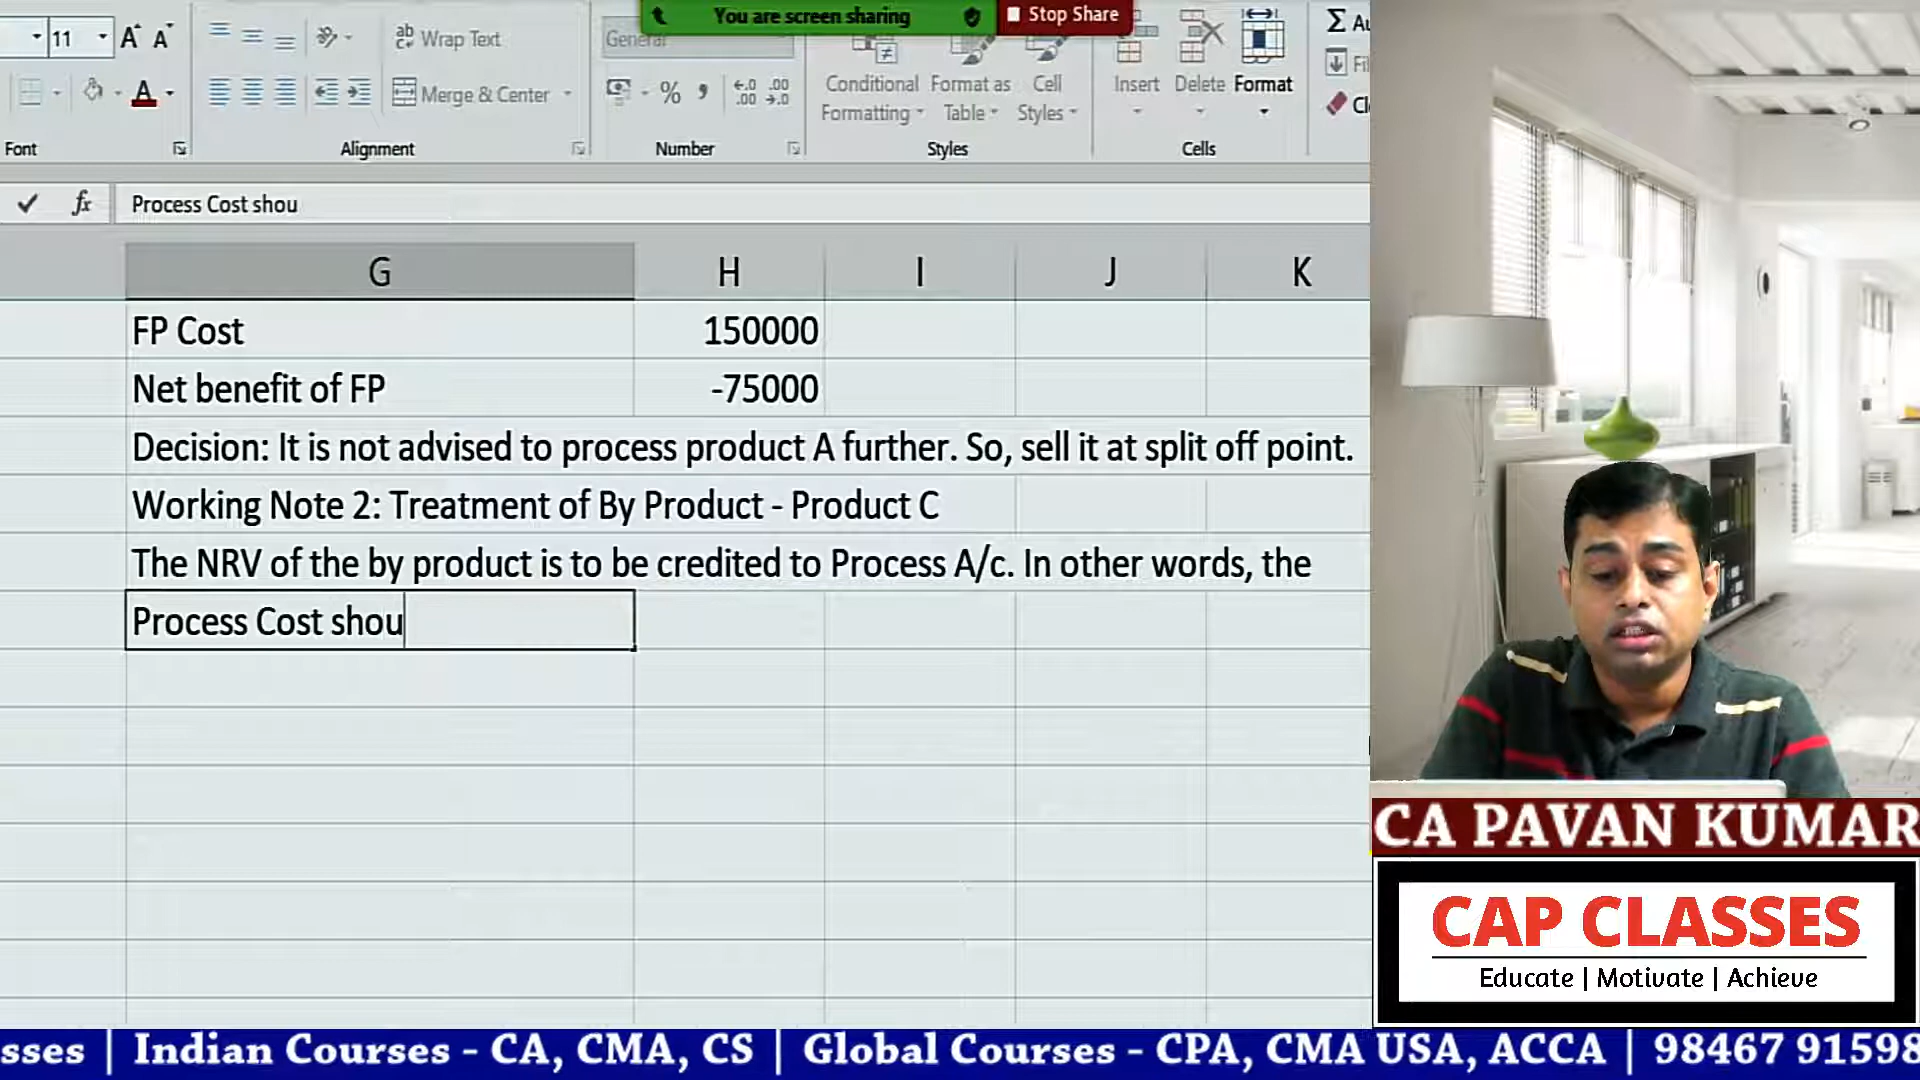 You are screen sharing
Stop Share
11
A A
ab
c
Wrap Text
Merge & Center
General
%
Conditional
Formatting
Format as
Table
Cell
Styles
Insert
Delete
Format
Σ
Font
Alignment
Number
Styles
Cells
fx
Process Cost shou
G H I J K
FP Cost 150000
Net benefit of FP -75000
Decision: It is not advised to process product A further. So, sell it at split off point.
Working Note 2: Treatment of By Product - Product C
The NRV of the by product is to be credited to Process A/c. In other words, the
Process Cost shou
CA PAVAN KUMAR
CAP CLASSES
Educate | Motivate | Achieve
sses | Indian Courses - CA, CMA, CS | Global Courses - CPA, CMA USA, ACCA | 98467 91598